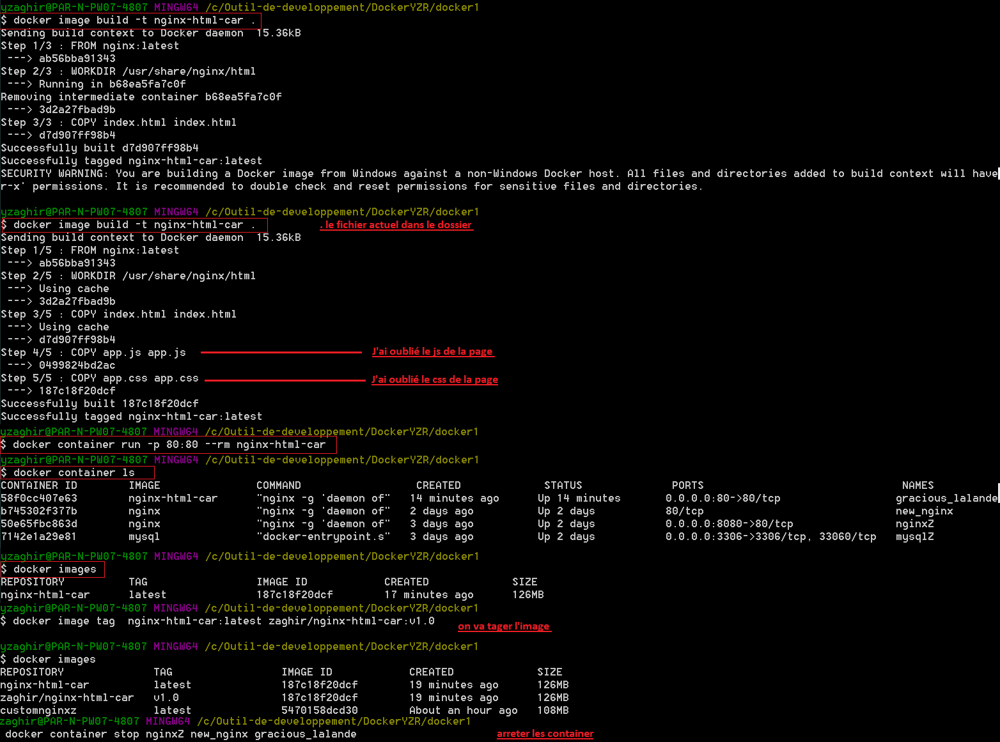 yzaghir@PAR-N-PW07-4807 MINGW64 /c/Outil-de-developpement/DockerYZR/docker1
$ docker image build -t nginx-html-car .
Sending build context to Docker daemon  15.36kB
Step 1/3 : FROM nginx:latest
 ---> ab56bba91343
Step 2/3 : WORKDIR /usr/share/nginx/html
 ---> Running in b68ea5fa7c0f
Removing intermediate container b68ea5fa7c0f
 ---> 3d2a27fbad9b
Step 3/3 : COPY index.html index.html
 ---> d7d907ff98b4
Successfully built d7d907ff98b4
Successfully tagged nginx-html-car:latest
SECURITY WARNING: You are building a Docker image from Windows against a non-Windows Docker host. All files and directories added to build context will have
r-x' permissions. It is recommended to double check and reset permissions for sensitive files and directories.
yzaghir@PAR-N-PW07-4807 MINGW64 /c/Outil-de-developpement/DockerYZR/docker1
$ docker image build -t nginx-html-car . . le fichier actuel dans le dossier
Sending build context to Docker daemon  15.36kB
Step 1/5 : FROM nginx:latest
 ---> ab56bba91343
Step 2/5 : WORKDIR /usr/share/nginx/html
 ---> Using cache
 ---> 3d2a27fbad9b
Step 3/5 : COPY index.html index.html
 ---> Using cache
 ---> d7d907ff98b4
Step 4/5 : COPY app.js app.js J'ai oublié le js de la page
 ---> 0499824bd2ac
Step 5/5 : COPY app.css app.css J'ai oublié le css de la page
 ---> 187c18f20dcf
Successfully built 187c18f20dcf
Successfully tagged nginx-html-car:latest
yzaghir@PAR-N-PW07-4807 MINGW64 /c/Outil-de-developpement/DockerYZR/docker1
$ docker container run -p 80:80 --rm nginx-html-car
yzaghir@PAR-N-PW07-4807 MINGW64 /c/Outil-de-developpement/DockerYZR/docker1
$ docker container ls
CONTAINER ID IMAGE COMMAND CREATED STATUS PORTS NAMES
58f0cc407e63 nginx-html-car "nginx -g 'daemon of" 14 minutes ago Up 14 minutes 0.0.0.0:80->80/tcp gracious_lalande
b745302f377b nginx "nginx -g 'daemon of" 2 days ago Up 2 days 80/tcp new_nginx
50e65fbc863d nginx "nginx -g 'daemon of" 3 days ago Up 2 days 0.0.0.0:8080->80/tcp nginxZ
7142e1a29e81 mysql "docker-entrypoint.s" 3 days ago Up 2 days 0.0.0.0:3306->3306/tcp, 33060/tcp mysqlZ
yzaghir@PAR-N-PW07-4807 MINGW64 /c/Outil-de-developpement/DockerYZR/docker1
$ docker images
REPOSITORY TAG IMAGE ID CREATED SIZE
nginx-html-car latest 187c18f20dcf 17 minutes ago 126MB
yzaghir@PAR-N-PW07-4807 MINGW64 /c/Outil-de-developpement/DockerYZR/docker1
$ docker image tag  nginx-html-car:latest zaghir/nginx-html-car:v1.0
on va tager l'image
yzaghir@PAR-N-PW07-4807 MINGW64 /c/Outil-de-developpement/DockerYZR/docker1
$ docker images
REPOSITORY TAG IMAGE ID CREATED SIZE
nginx-html-car latest 187c18f20dcf 19 minutes ago 126MB
zaghir/nginx-html-car v1.0 187c18f20dcf 19 minutes ago 126MB
customnginxz latest 5470158dcd30 About an hour ago 108MB
zaghir@PAR-N-PW07-4807 MINGW64 /c/Outil-de-developpement/DockerYZR/docker1
docker container stop nginxZ new_nginx gracious_lalande arreter les container